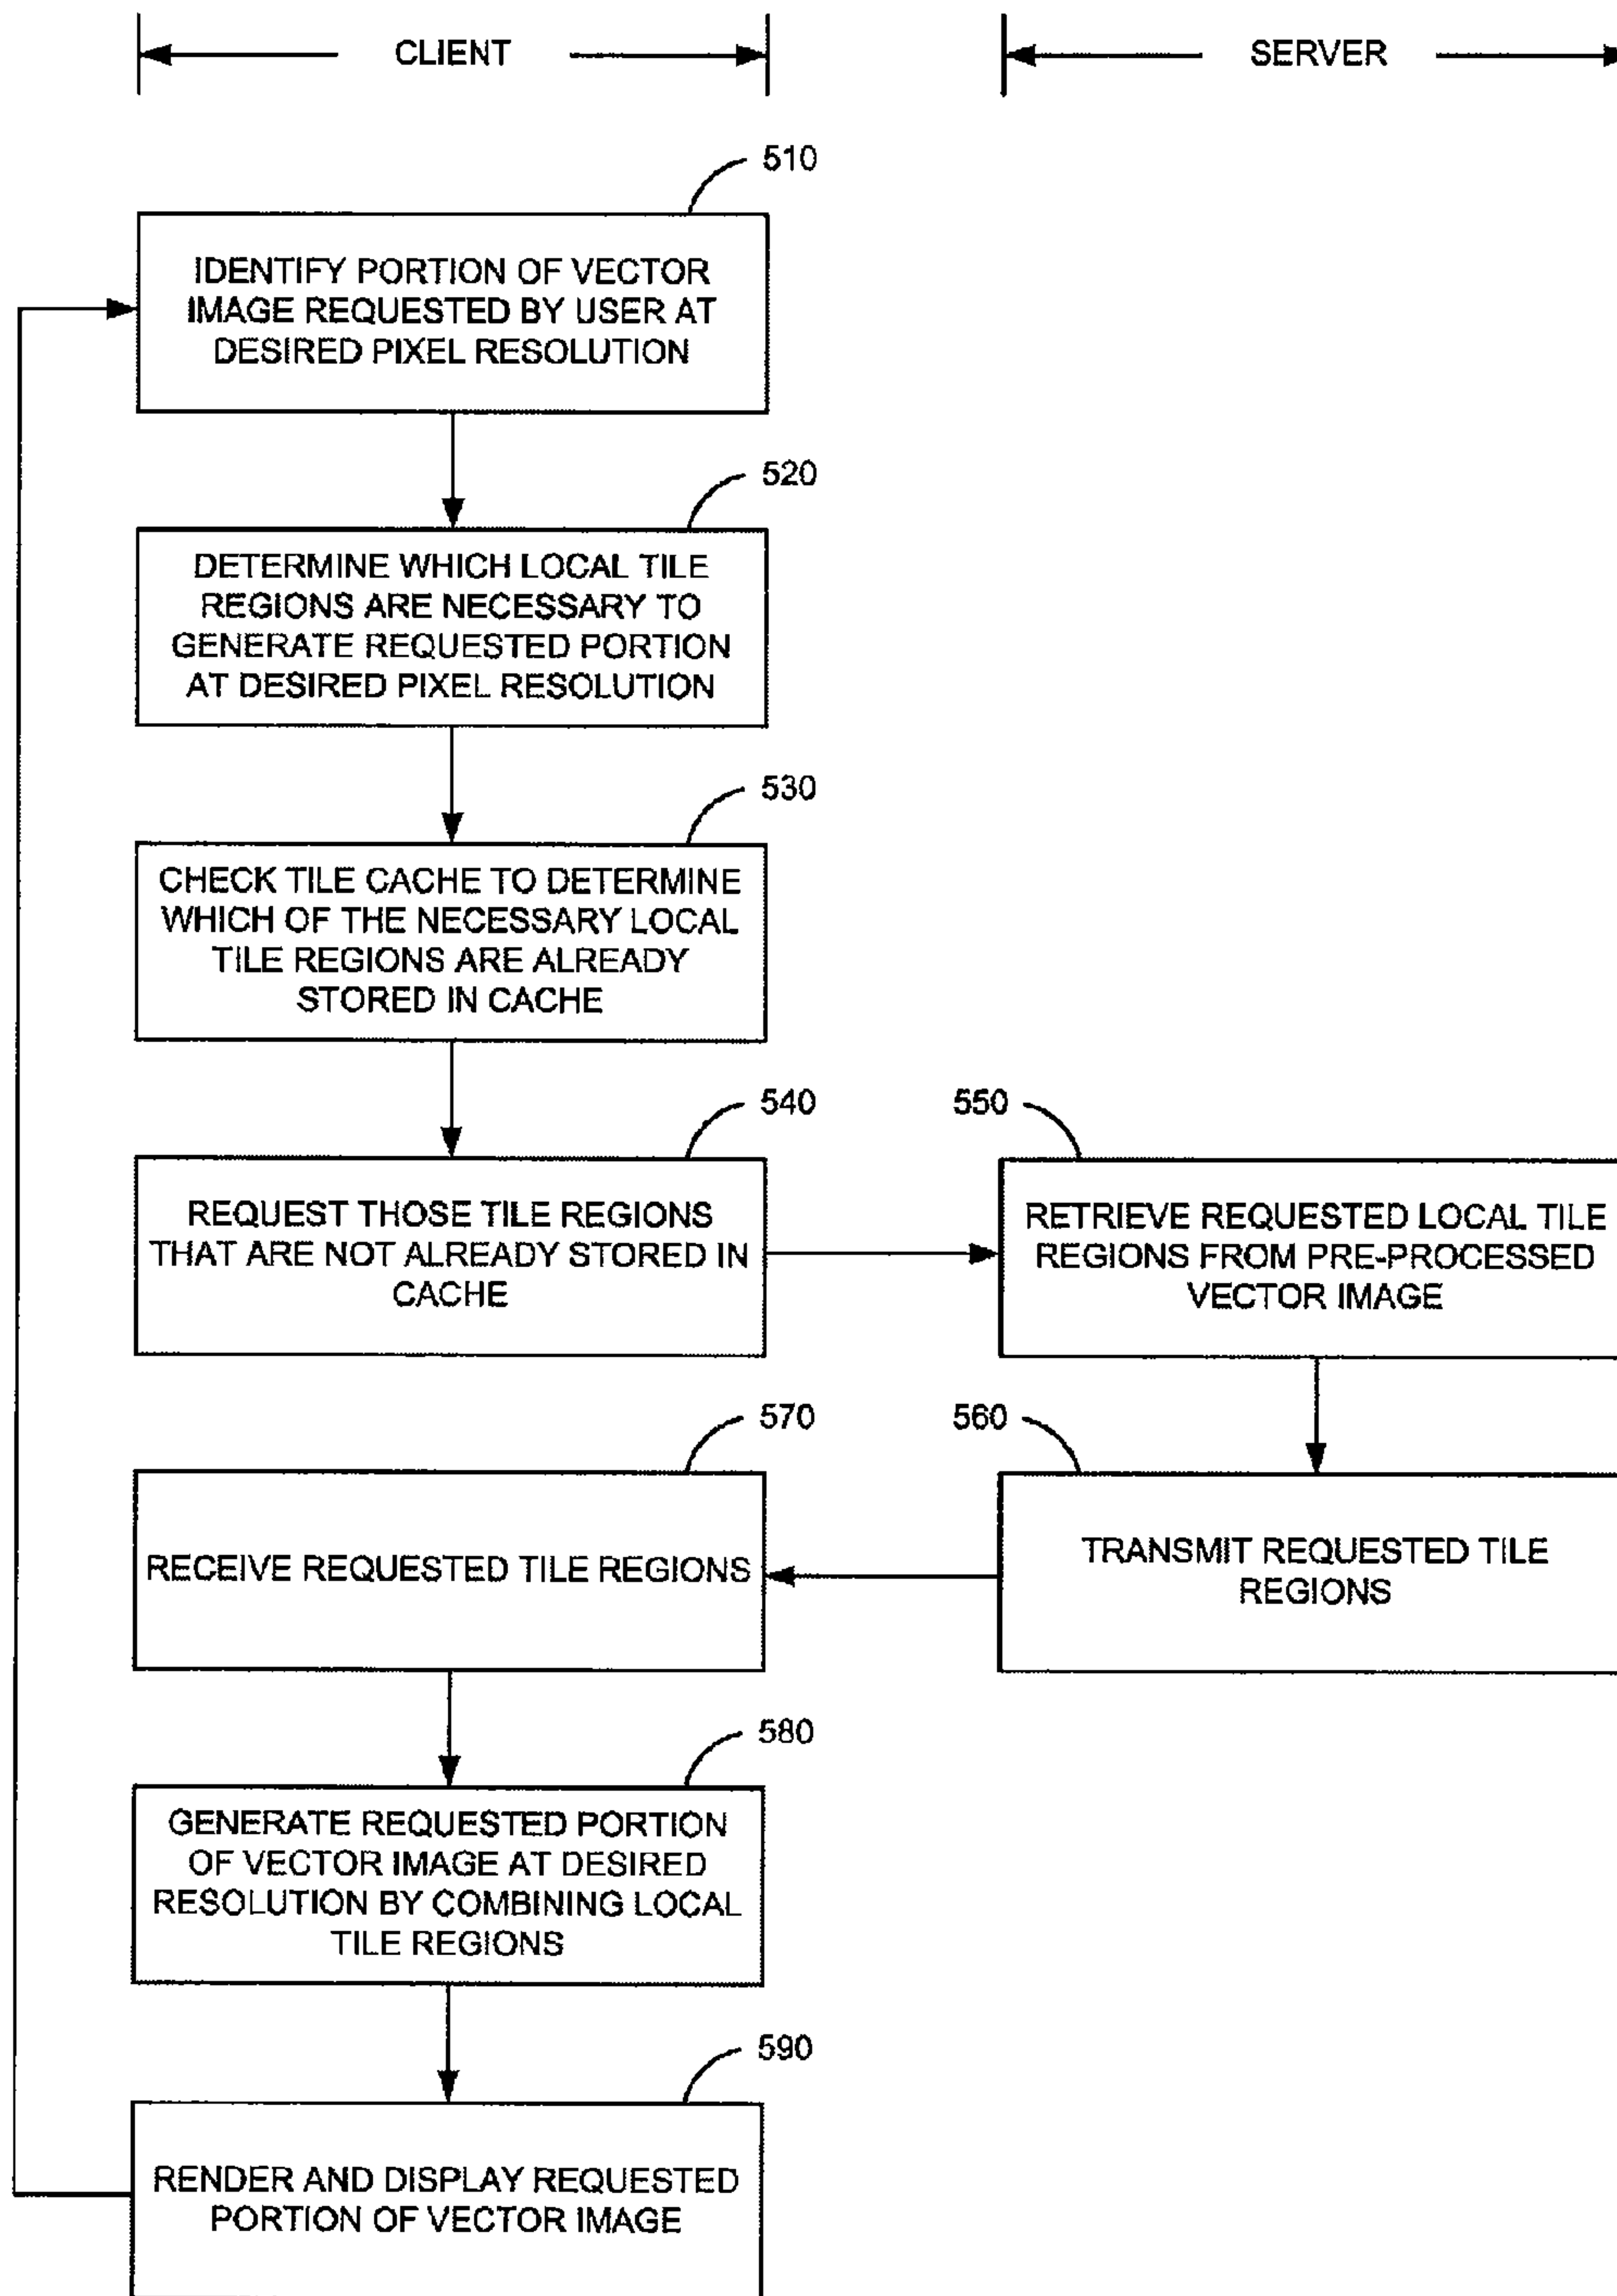 CLIENT
SERVER
510
IDENTIFY PORTION OF VECTOR
IMAGE REQUESTED BY USER AT
DESIRED PIXEL RESOLUTION
520
DETERMINE WHICH LOCAL TILE
REGIONS ARE NECESSARY TO
GENERATE REQUESTED PORTION
AT DESIRED PIXEL RESOLUTION
530
CHECK TILE CACHE TO DETERMINE
WHICH OF THE NECESSARY LOCAL
TILE REGIONS ARE ALREADY
STORED IN CACHE
540
REQUEST THOSE TILE REGIONS
THAT ARE NOT ALREADY STORED IN
CACHE
550
RETRIEVE REQUESTED LOCAL TILE
REGIONS FROM PRE-PROCESSED
VECTOR IMAGE
560
TRANSMIT REQUESTED TILE
REGIONS
570
RECEIVE REQUESTED TILE REGIONS
580
GENERATE REQUESTED PORTION
OF VECTOR IMAGE AT DESIRED
RESOLUTION BY COMBINING LOCAL
TILE REGIONS
590
RENDER AND DISPLAY REQUESTED
PORTION OF VECTOR IMAGE